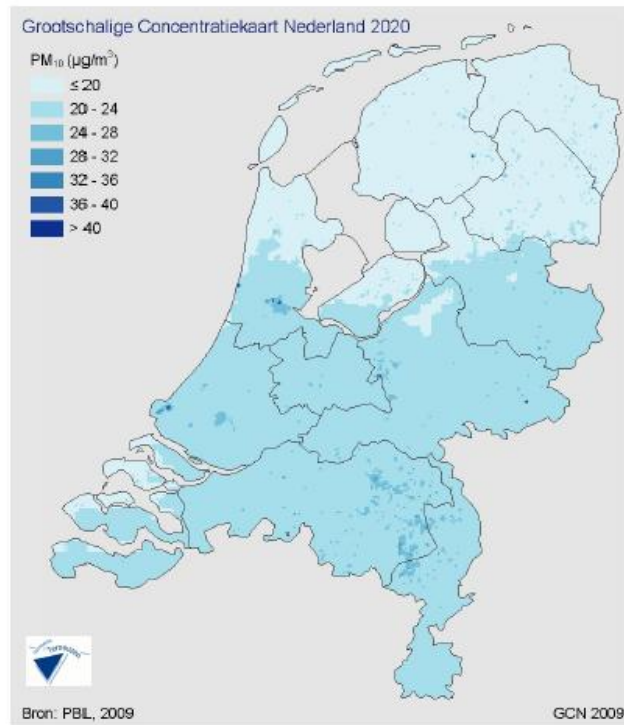 Grootschalige Concentratiekaart Nederland 2020
PM₁₀ (µg/m³)
≤ 20
20 - 24
24 - 28
28 - 32
32 - 36
36 - 40
> 40
Bron: PBL, 2009
GCN 2009